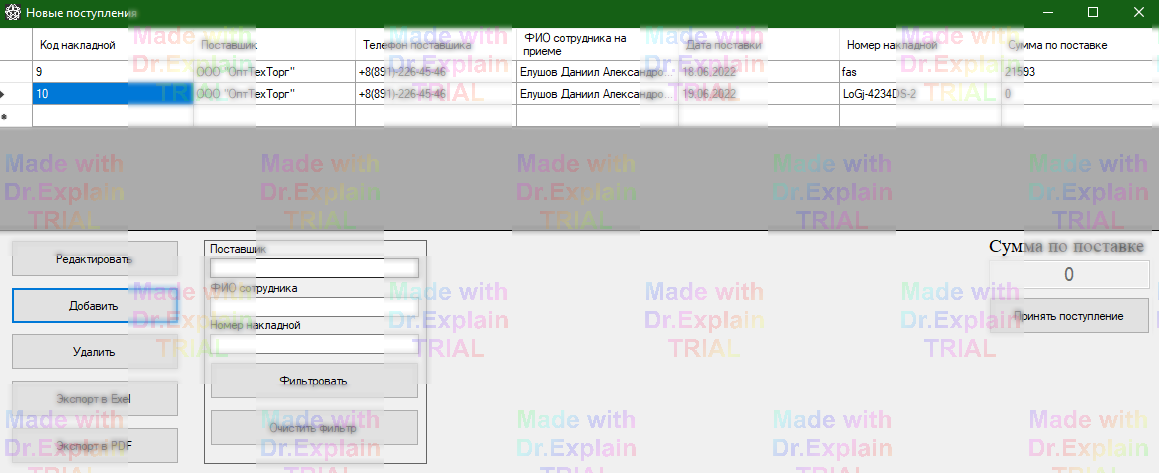 Новые поступления
Код накладной Поставщик Телефон поставщика ФИО сотрудника на приеме Дата поставки Номер накладной Сумма по поставке
9 ООО "ОптТехТорг" +8(891)-226-45-46 Елушов Даниил Александро... 18.06.2022 fas 21593
10 ООО "ОптТехТорг" +8(891)-226-45-46 Елушов Даниил Александро... 19.06.2022 LoGj-4234DS-2 0
Made with Dr.Explain TRIAL
Редактировать
Добавить
Удалить
Экспорт в Exel
Экспорт в PDF
Поставщик
ФИО сотрудника
Номер накладной
Фильтровать
Очистить фильтр
Сумма по поставке
0
Принять поступление